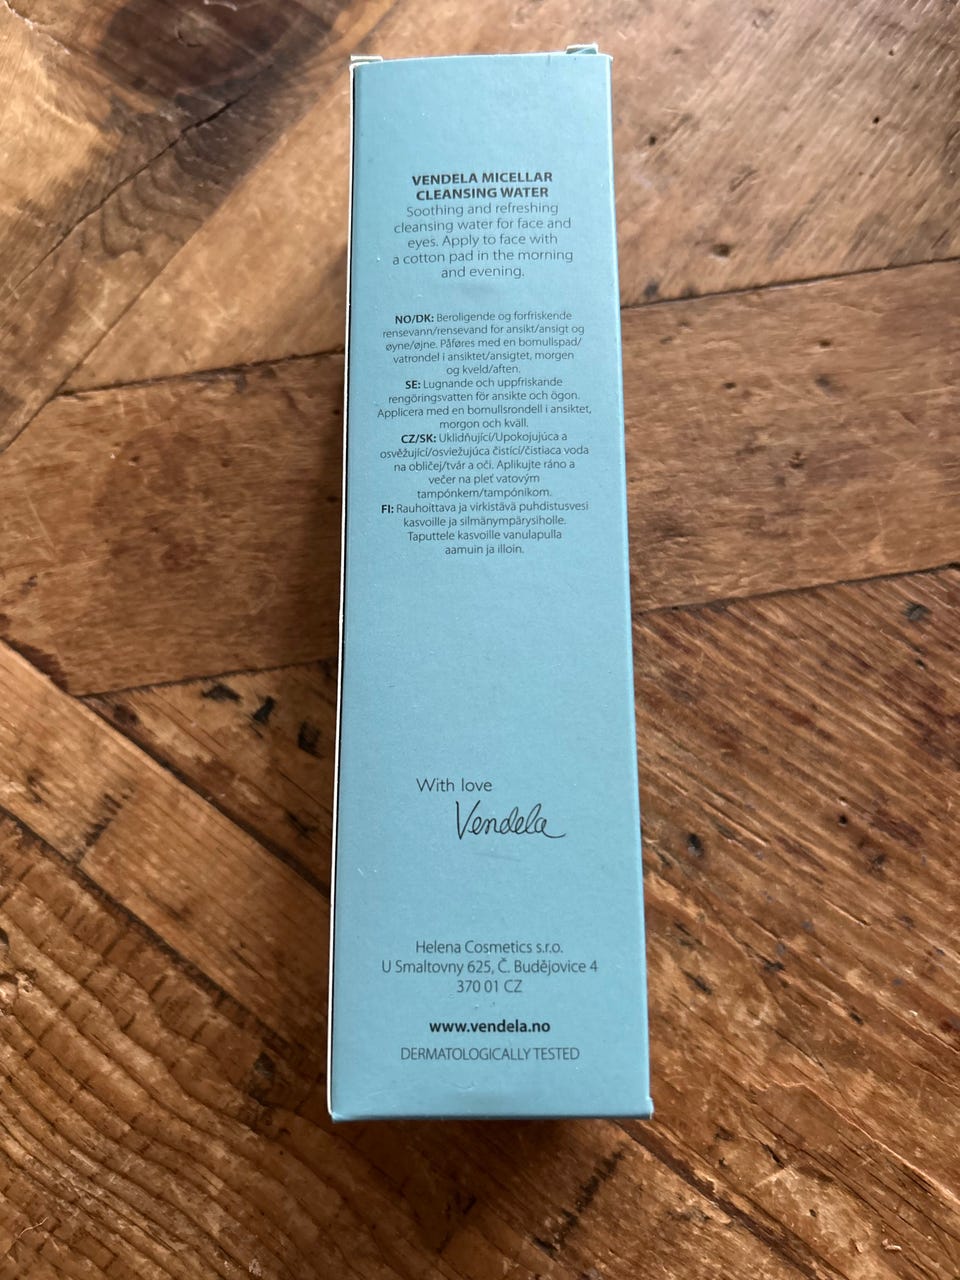 VENDELA MICELLAR
CLEANSING WATER
Soothing and refreshing
cleansing water for face and
eyes. Apply to face with
a cotton pad in the morning
and evening.
NO/DK: Beroligende og forfriskende
rensevann/rensevand for ansikt/ansigt og
øyne/øjne. Påføres med en bomullspad/
vatrondel i ansiktet/ansigtet, morgen
og kveld/aften.
SE: Lugnande och uppfriskande
rengöringsvatten för ansikte och ögon.
Applicera med en bomullsrondell i ansiktet,
morgon och kväll.
CZ/SK: Uklidňující/Upokojujúca a
osvěžující/osviežujúca čisticí/čistiaca voda
na obličej/tvár a oči. Aplikujte ráno a
večer na pleť vatovým
tampónkem/tampónikom.
FI: Rauhoittava ja virkistävä puhdistusvesi
kasvoille ja silmänympärysiholle.
Taputtele kasvoille vanulapulla
aamuin ja illoin.
With love
Vendela
Helena Cosmetics s.r.o.
U Smaltovny 625, Č. Budějovice 4
370 01 CZ
www.vendela.no
DERMATOLOGICALLY TESTED